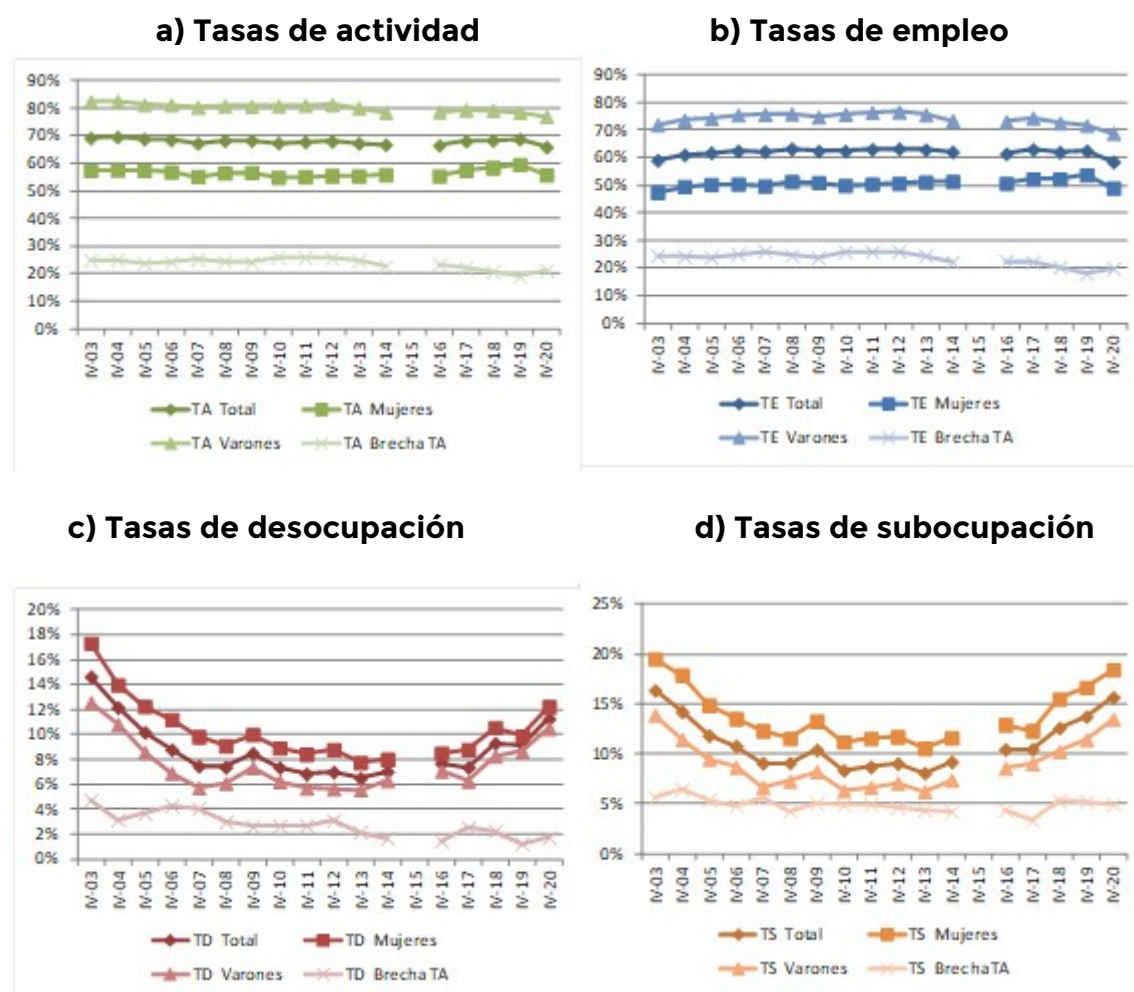 a) Tasas de actividad
90%
80%
70%
60%
50%
40%
30%
20%
10%
0%
IV-03
IV-04
IV-05
IV-06
IV-07
IV-08
IV-09
IV-10
IV-11
IV-12
IV-13
IV-14
IV-16
IV-17
IV-18
IV-19
IV-20
TA Total
TA Mujeres
TA Varones
TA Brecha TA
b) Tasas de empleo
90%
80%
70%
60%
50%
40%
30%
20%
10%
0%
IV-03
IV-04
IV-05
IV-06
IV-07
IV-08
IV-09
IV-10
IV-11
IV-12
IV-13
IV-14
IV-16
IV-17
IV-18
IV-19
IV-20
TE Total
TE Mujeres
TE Varones
TE Brecha TA
c) Tasas de desocupación
20%
18%
16%
14%
12%
10%
8%
6%
4%
2%
0%
IV-03
IV-04
IV-05
IV-06
IV-07
IV-08
IV-09
IV-10
IV-11
IV-12
IV-13
IV-14
IV-16
IV-17
IV-18
IV-19
IV-20
TD Total
TD Mujeres
TD Varones
TD Brecha TA
d) Tasas de subocupación
25%
20%
15%
10%
5%
0%
IV-03
IV-04
IV-05
IV-06
IV-07
IV-08
IV-09
IV-10
IV-11
IV-12
IV-13
IV-14
IV-16
IV-17
IV-18
IV-19
IV-20
TS Total
TS Mujeres
TS Varones
TS BrechaTA